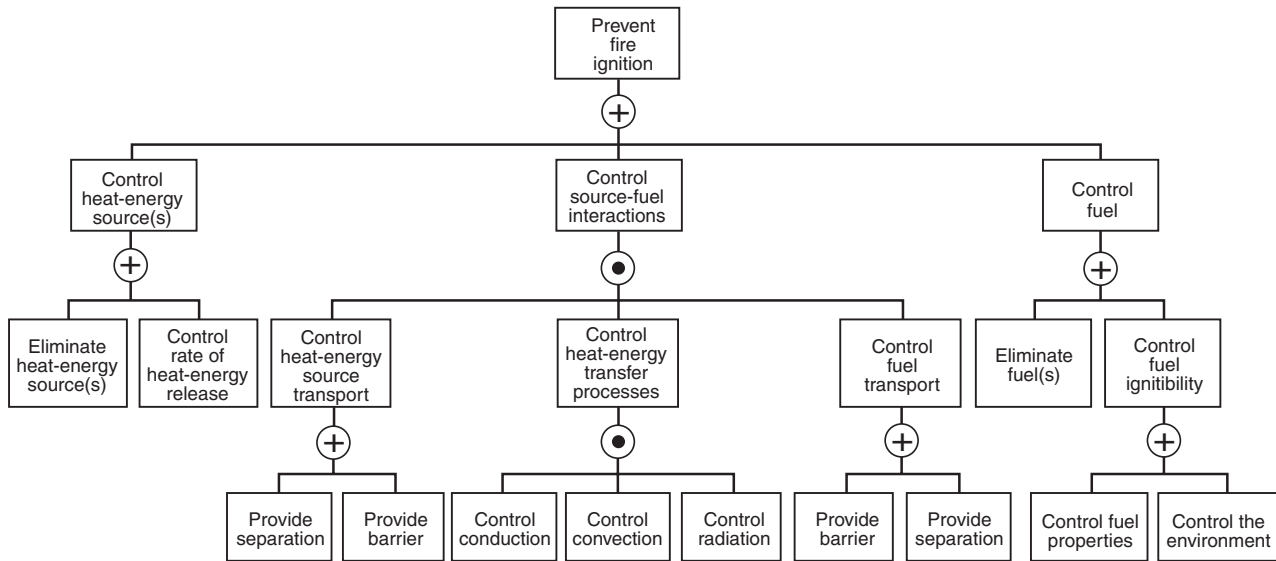 Prevent
fire
ignition
+
Control
heat-energy
source(s)
Control
source-fuel
interactions
Control
fuel
+
+
Eliminate
heat-energy
source(s)
Control
rate of
heat-energy
release
Control
heat-energy
source
transport
Control
heat-energy
transfer
processes
Control
fuel
transport
Eliminate
fuel(s)
Control
fuel
ignitibility
+
+
+
Provide
separation
Provide
barrier
Control
conduction
Control
convection
Control
radiation
Provide
barrier
Provide
separation
Control fuel
properties
Control the
environment